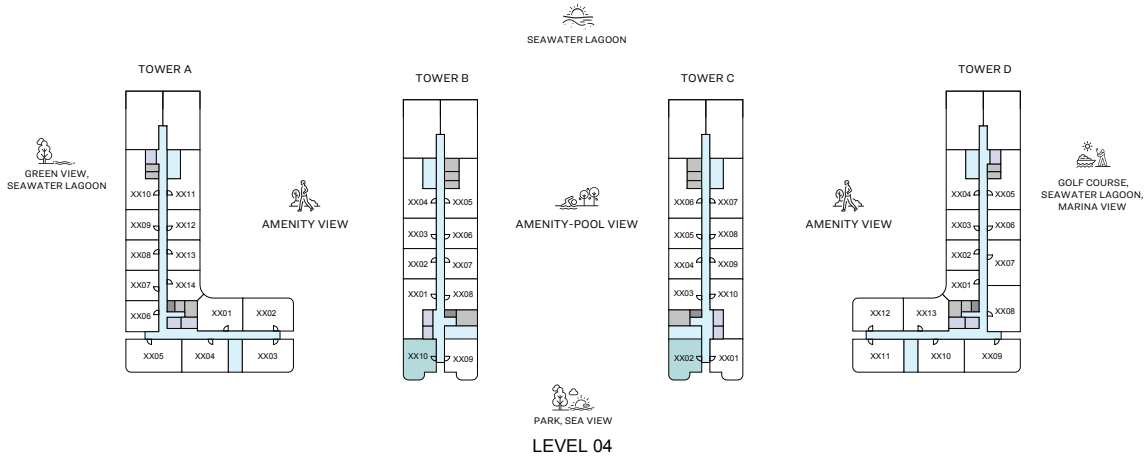 SEAWATER LAGOON
TOWER A
TOWER B
TOWER C
TOWER D
GREEN VIEW,
SEAWATER LAGOON
AMENITY VIEW
AMENITY-POOL VIEW
AMENITY VIEW
GOLF COURSE,
SEAWATER LAGOON,
MARINA VIEW
XX10 XX11
XX09 XX12
XX08 XX13
XX07 XX14
XX06 XX01 XX02
XX05 XX04 XX03
XX04 XX05
XX03 XX06
XX02 XX07
XX01 XX08
XX10 XX09
XX06 XX07
XX05 XX08
XX04 XX09
XX03 XX10
XX02 XX01
XX04 XX05
XX03 XX06
XX02 XX07
XX01
XX12 XX13 XX08
XX11 XX10 XX09
PARK, SEA VIEW
LEVEL 04